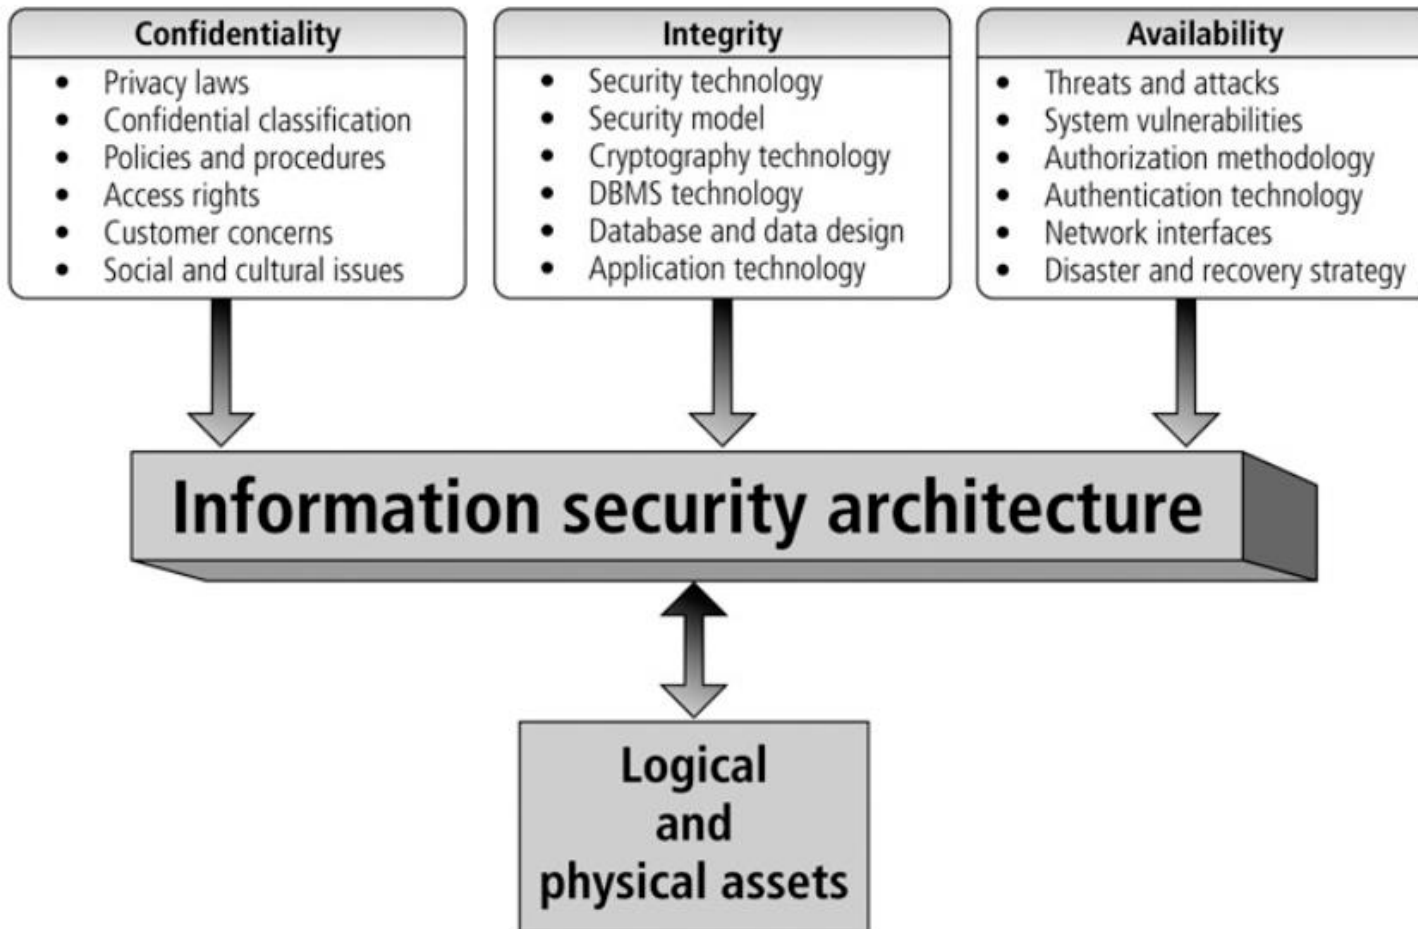 Confidentiality
• Privacy laws
• Confidential classification
• Policies and procedures
• Access rights
• Customer concerns
• Social and cultural issues
Integrity
• Security technology
• Security model
• Cryptography technology
• DBMS technology
• Database and data design
• Application technology
Availability
• Threats and attacks
• System vulnerabilities
• Authorization methodology
• Authentication technology
• Network interfaces
• Disaster and recovery strategy
Information security architecture
Logical
and
physical assets